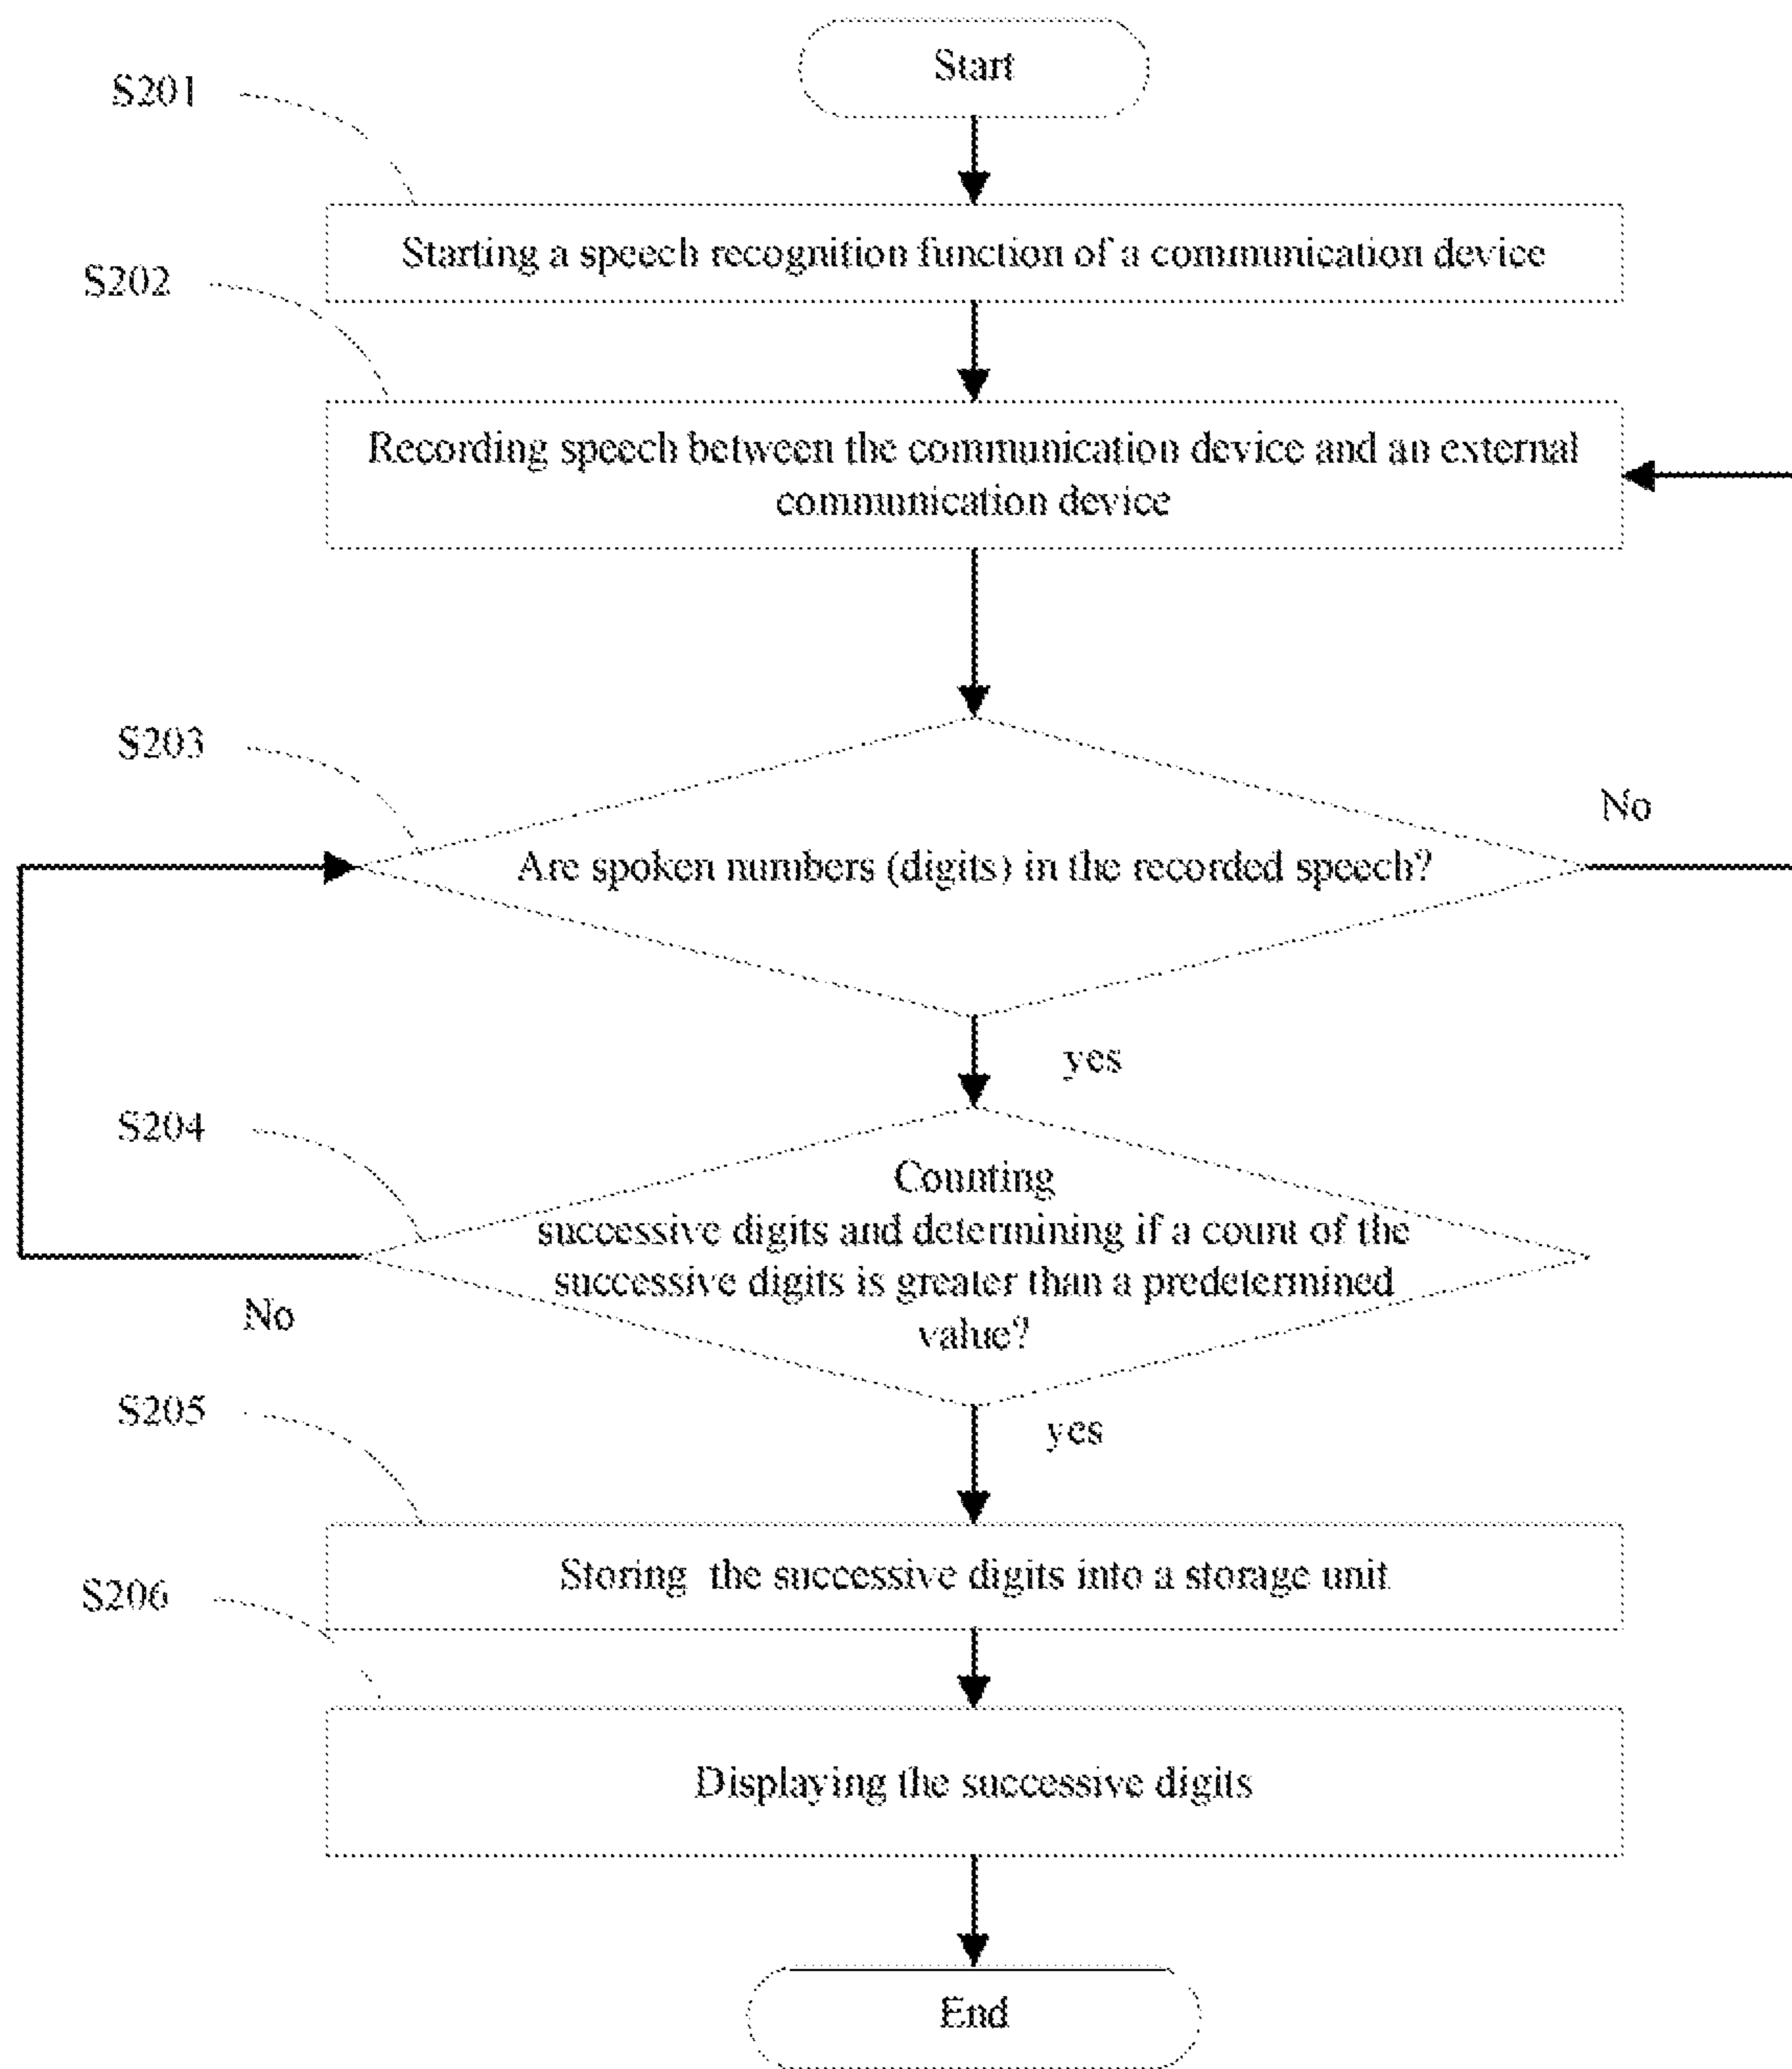 Start
S201
Starting a speech recognition function of a communication device
S202
Recording speech between the communication device and an external
communication device
S203
No
Are spoken numbers (digits) in the recorded speech?
yes
S204
Counting
successive digits and determining if a count of the
successive digits is greater than a predetermined
value?
No
S205
yes
Storing the successive digits into a storage unit
S206
Displaying the successive digits
End